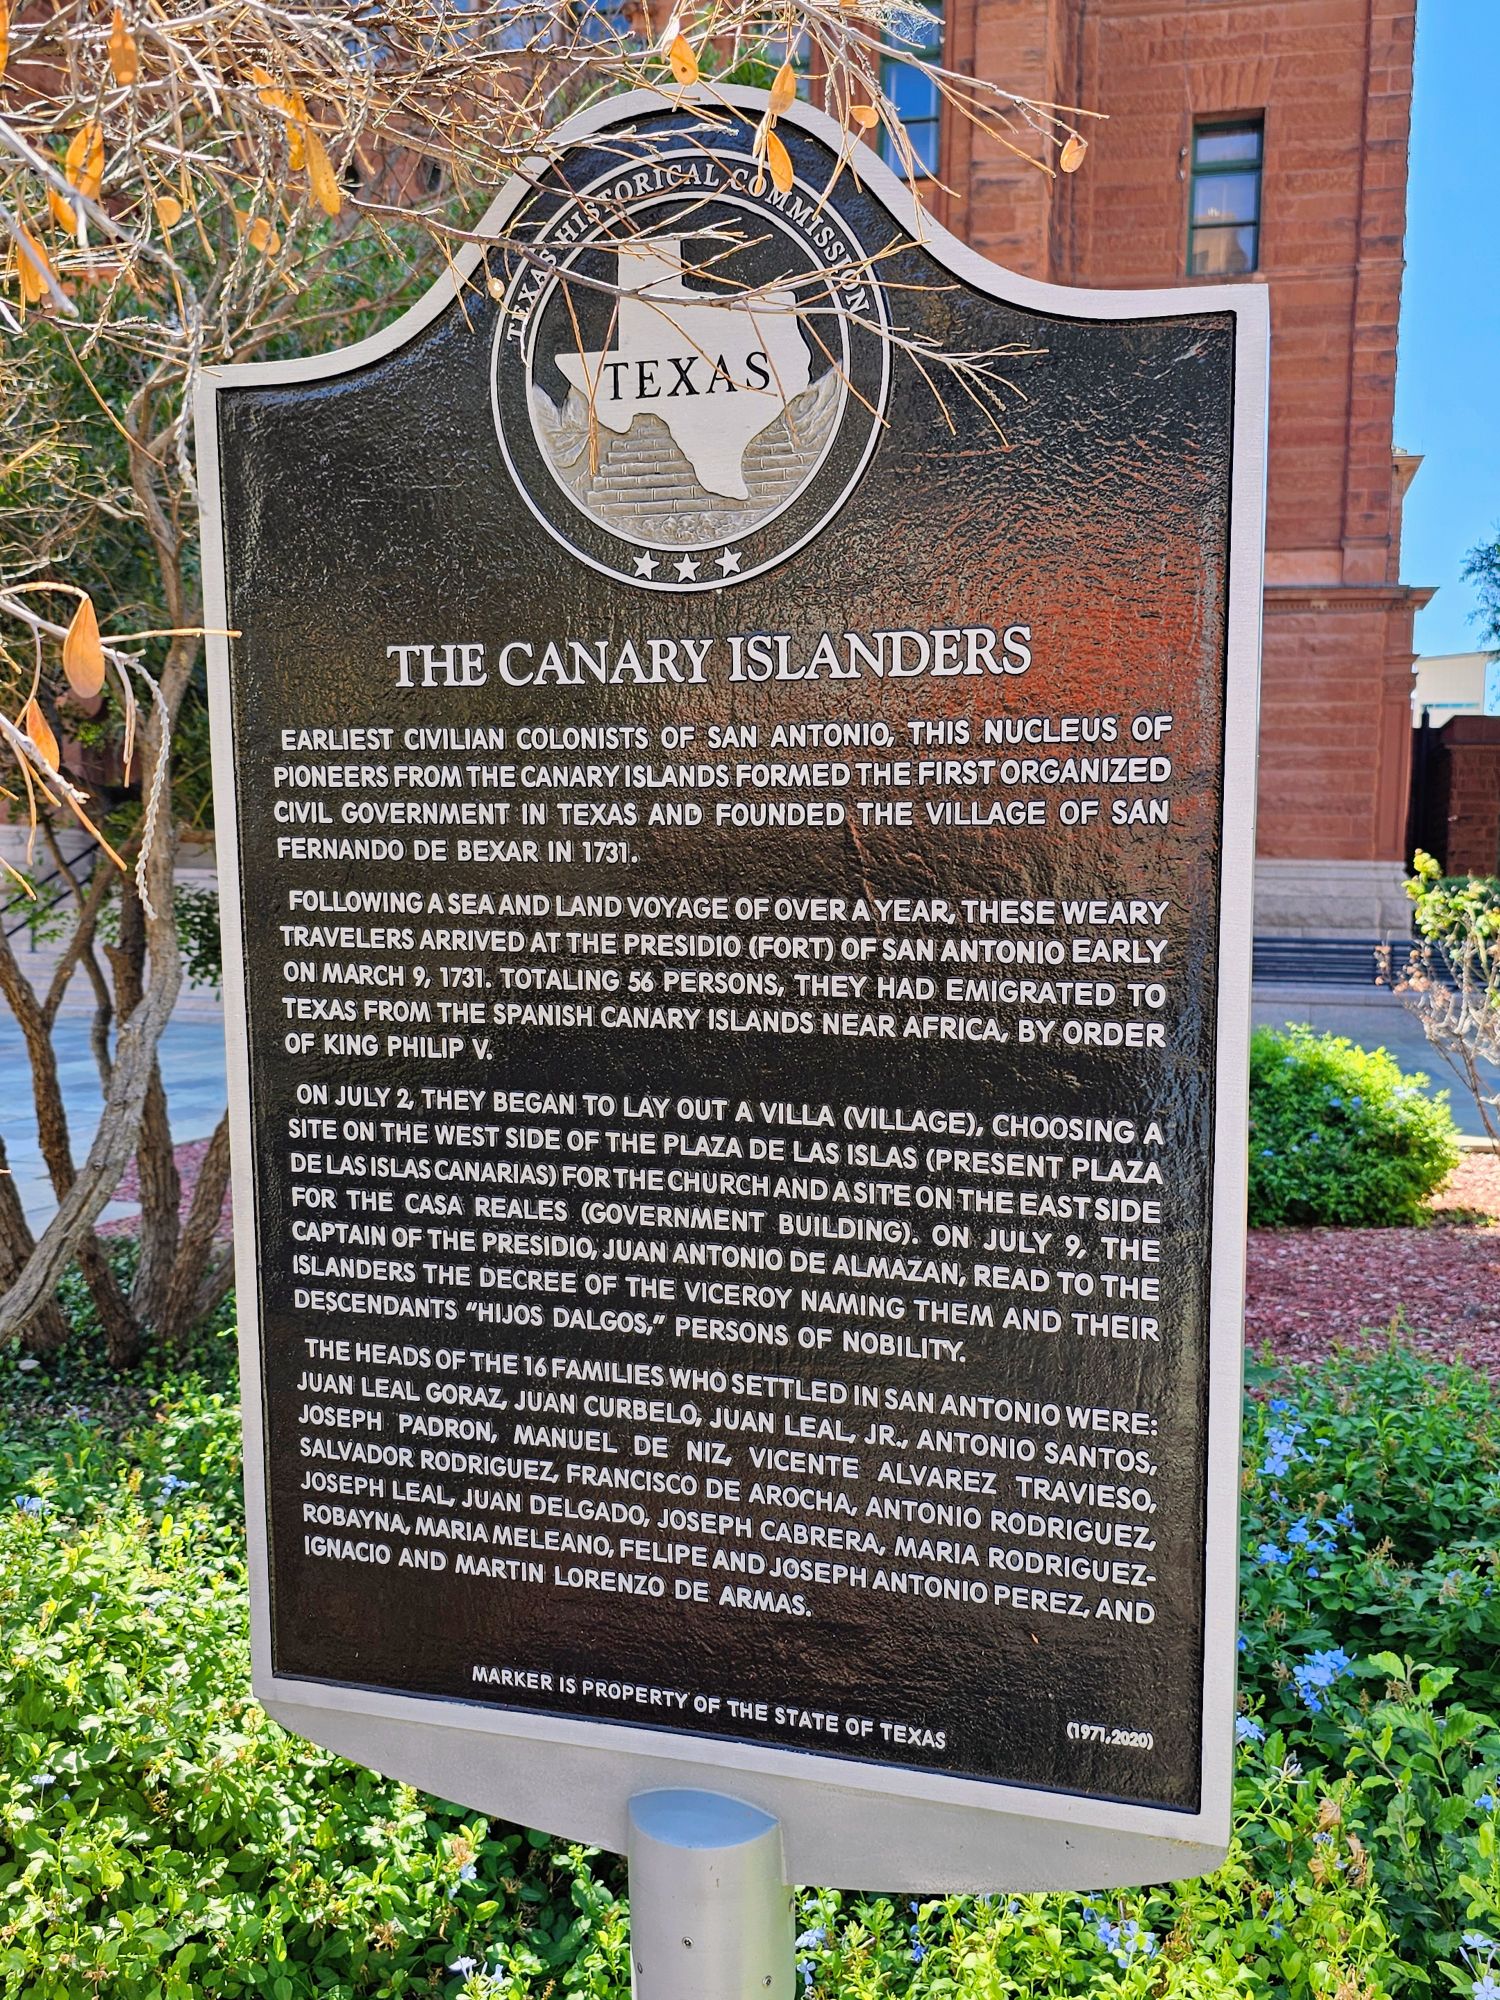 TEXAS HISTORICAL COMMISSION
TEXAS
THE CANARY ISLANDERS
EARLIEST CIVILIAN COLONISTS OF SAN ANTONIO, THIS NUCLEUS OF
PIONEERS FROM THE CANARY ISLANDS FORMED THE FIRST ORGANIZED
CIVIL GOVERNMENT IN TEXAS AND FOUNDED THE VILLAGE OF SAN
FERNANDO DE BEXAR IN 1731.
FOLLOWING A SEA AND LAND VOYAGE OF OVER A YEAR, THESE WEARY
TRAVELERS ARRIVED AT THE PRESIDIO (FORT) OF SAN ANTONIO EARLY
ON MARCH 9, 1731. TOTALING 56 PERSONS, THEY HAD EMIGRATED TO
TEXAS FROM THE SPANISH CANARY ISLANDS NEAR AFRICA, BY ORDER
OF KING PHILIP V.
ON JULY 2, THEY BEGAN TO LAY OUT A VILLA (VILLAGE), CHOOSING A
SITE ON THE WEST SIDE OF THE PLAZA DE LAS ISLAS (PRESENT PLAZA
DE LAS ISLAS CANARIAS) FOR THE CHURCH AND A SITE ON THE EAST SIDE
FOR THE CASA REALES (GOVERNMENT BUILDING). ON JULY 9, THE
CAPTAIN OF THE PRESIDIO, JUAN ANTONIO DE ALMAZAN, READ TO THE
ISLANDERS THE DECREE OF THE VICEROY NAMING THEM AND THEIR
DESCENDANTS "HIJOS DALGOS," PERSONS OF NOBILITY.
THE HEADS OF THE 16 FAMILIES WHO SETTLED IN SAN ANTONIO WERE:
JUAN LEAL GORAZ, JUAN CURBELO, JUAN LEAL, JR., ANTONIO SANTOS,
JOSEPH PADRON, MANUEL DE NIZ, VICENTE ALVAREZ TRAVIESO,
SALVADOR RODRIGUEZ, FRANCISCO DE AROCHA, ANTONIO RODRIGUEZ,
JOSEPH LEAL, JUAN DELGADO, JOSEPH CABRERA, MARIA RODRIGUEZ-
ROBAYNA, MARIA MELEANO, FELIPE AND JOSEPH ANTONIO PEREZ, AND
IGNACIO AND MARTIN LORENZO DE ARMAS.
MARKER IS PROPERTY OF THE STATE OF TEXAS
(1971, 2020)